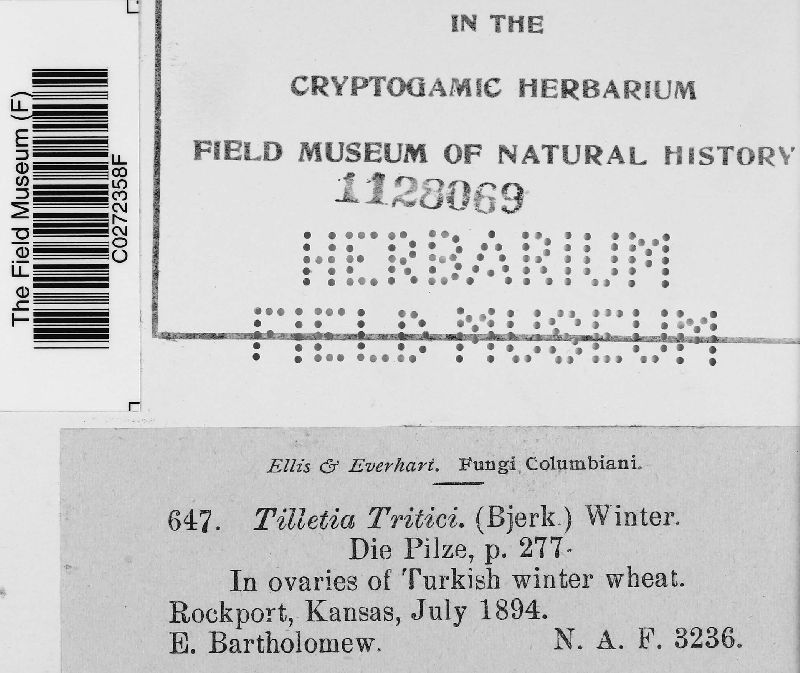 The Field Museum (F)
C0272358F
IN THE
CRYPTOGAMIC HERBARIUM
FIELD MUSEUM OF NATURAL HISTORY
1128069
HERBARIUM
FIELD MUSEUM
Ellis & Everhart. Fungi Columbiani.
647. Tilletia Tritici. (Bjerk.) Winter.
Die Pilze, p. 277.
In ovaries of Turkish winter wheat.
Rockport, Kansas, July 1894.
E. Bartholomew. N. A. F. 3236.